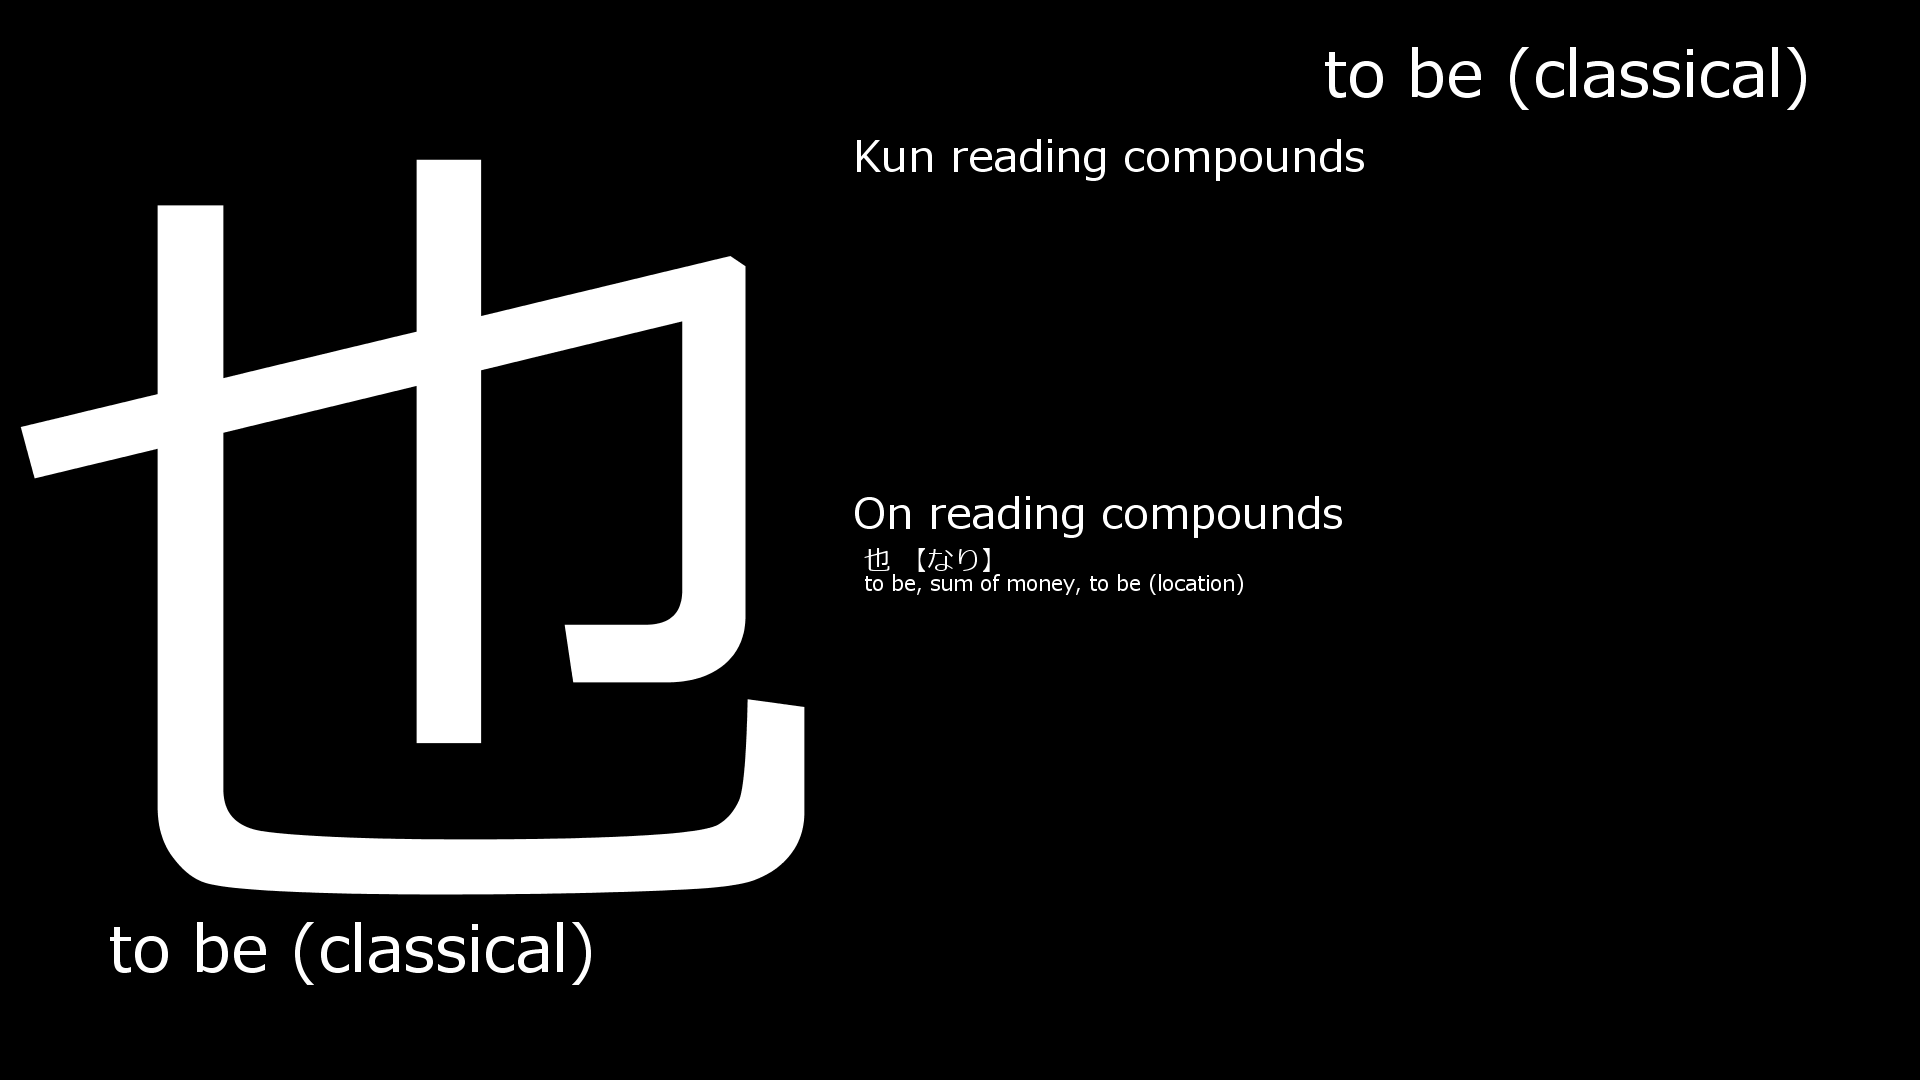 to be (classical)
也
Kun reading compounds
On reading compounds
也 【なり】
to be, sum of money, to be (location)
to be (classical)